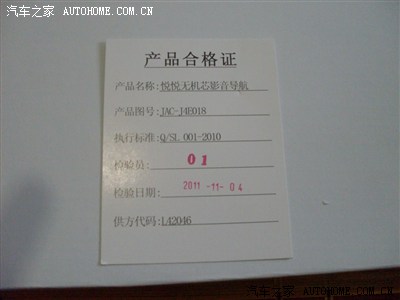 汽车之家 AUTOHOME.COM.CN
产品合格证
产品名称:悦悦无机芯影音导航
产品图号:JAC-J4E018
执行标准:Q/SL 001-2010
检验员: 01
检验日期: 2011-11-04
供方代码:L42046
汽车之家 AUTOHOME.COM.CN